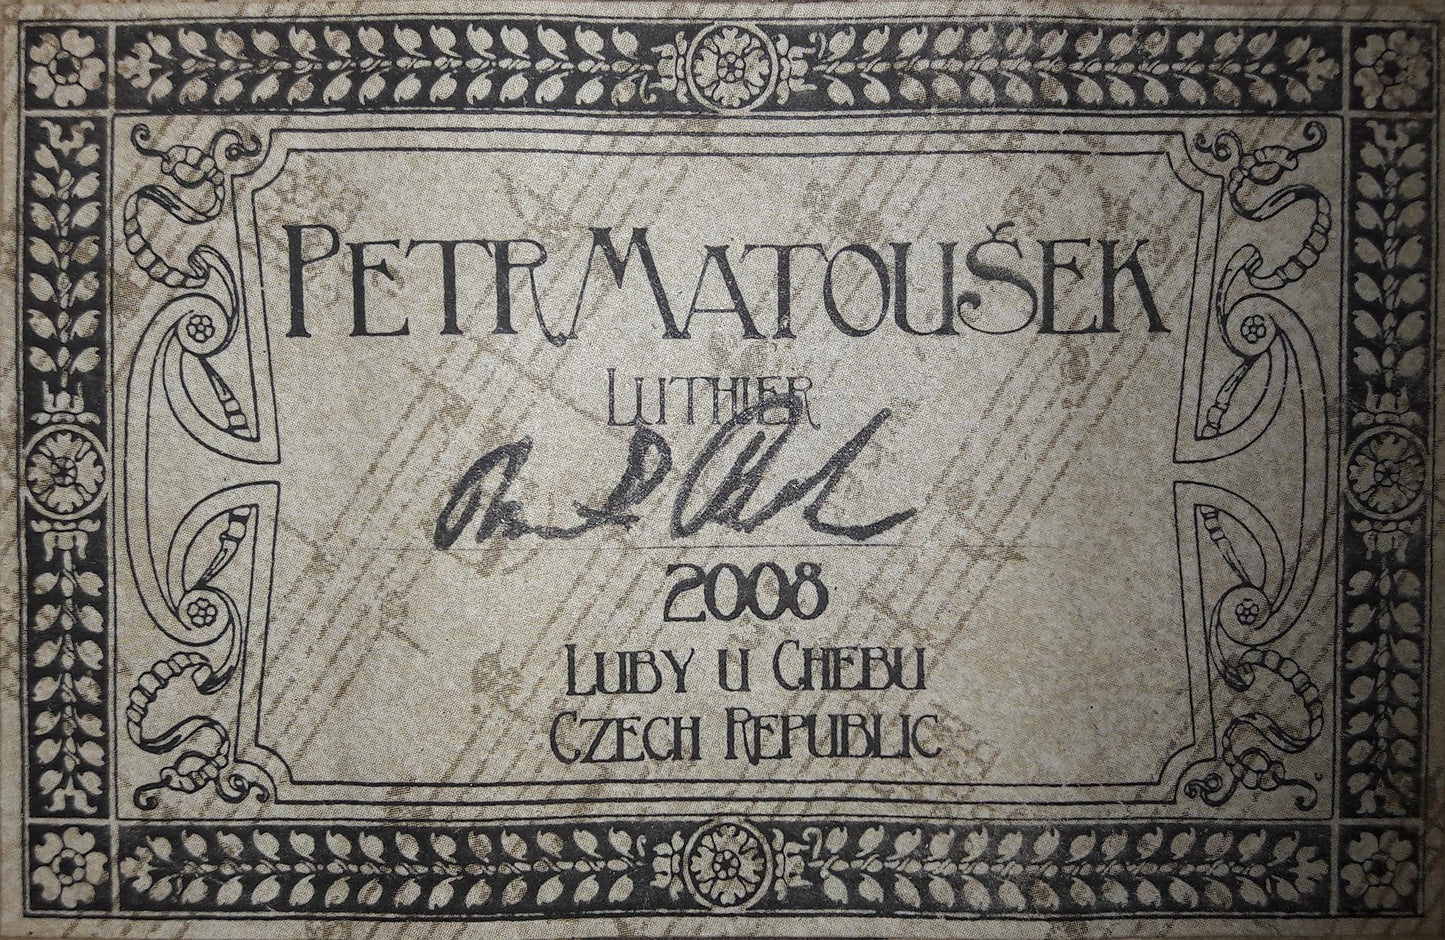 PETR MATOUŠEK
LUTHIER
2008
LUBY U CHEBU
CZECH REPUBLIC